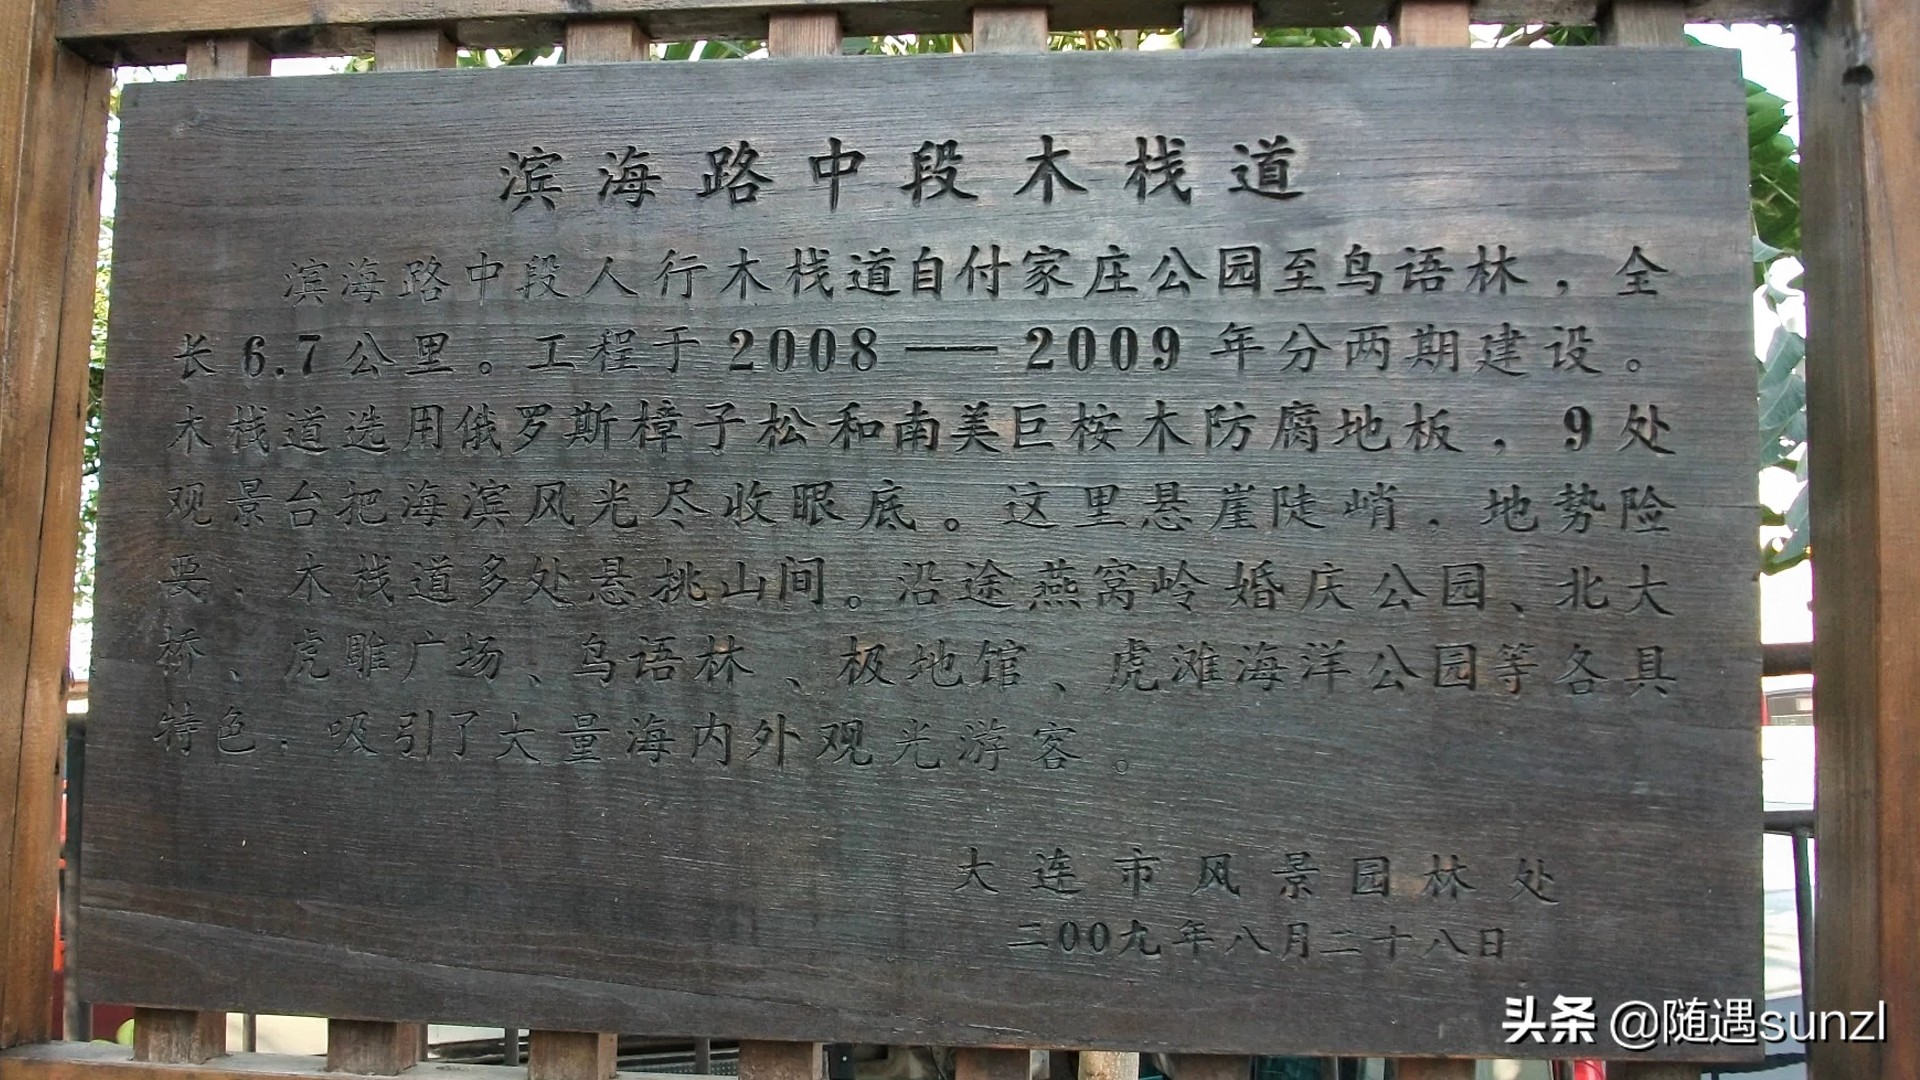 滨海路中段木栈道
滨海路中段人行木栈道自付家庄公园至鸟语林，全
长6.7公里。工程于2008——2009年分两期建设。
木栈道选用俄罗斯樟子松和南美巨桉木防腐地板，9处
观景台把海滨风光尽收眼底。这里悬崖陡峭，地势险
要、木栈道多处悬挑山间。沿途燕窝岭婚庆公园、北大
桥、虎雕广场、鸟语林、极地馆、虎滩海洋公园等各具
特色，吸引了大量海内外观光游客。
大连市风景园林处
二00九年八月二十八日
头条 @随遇sunzl